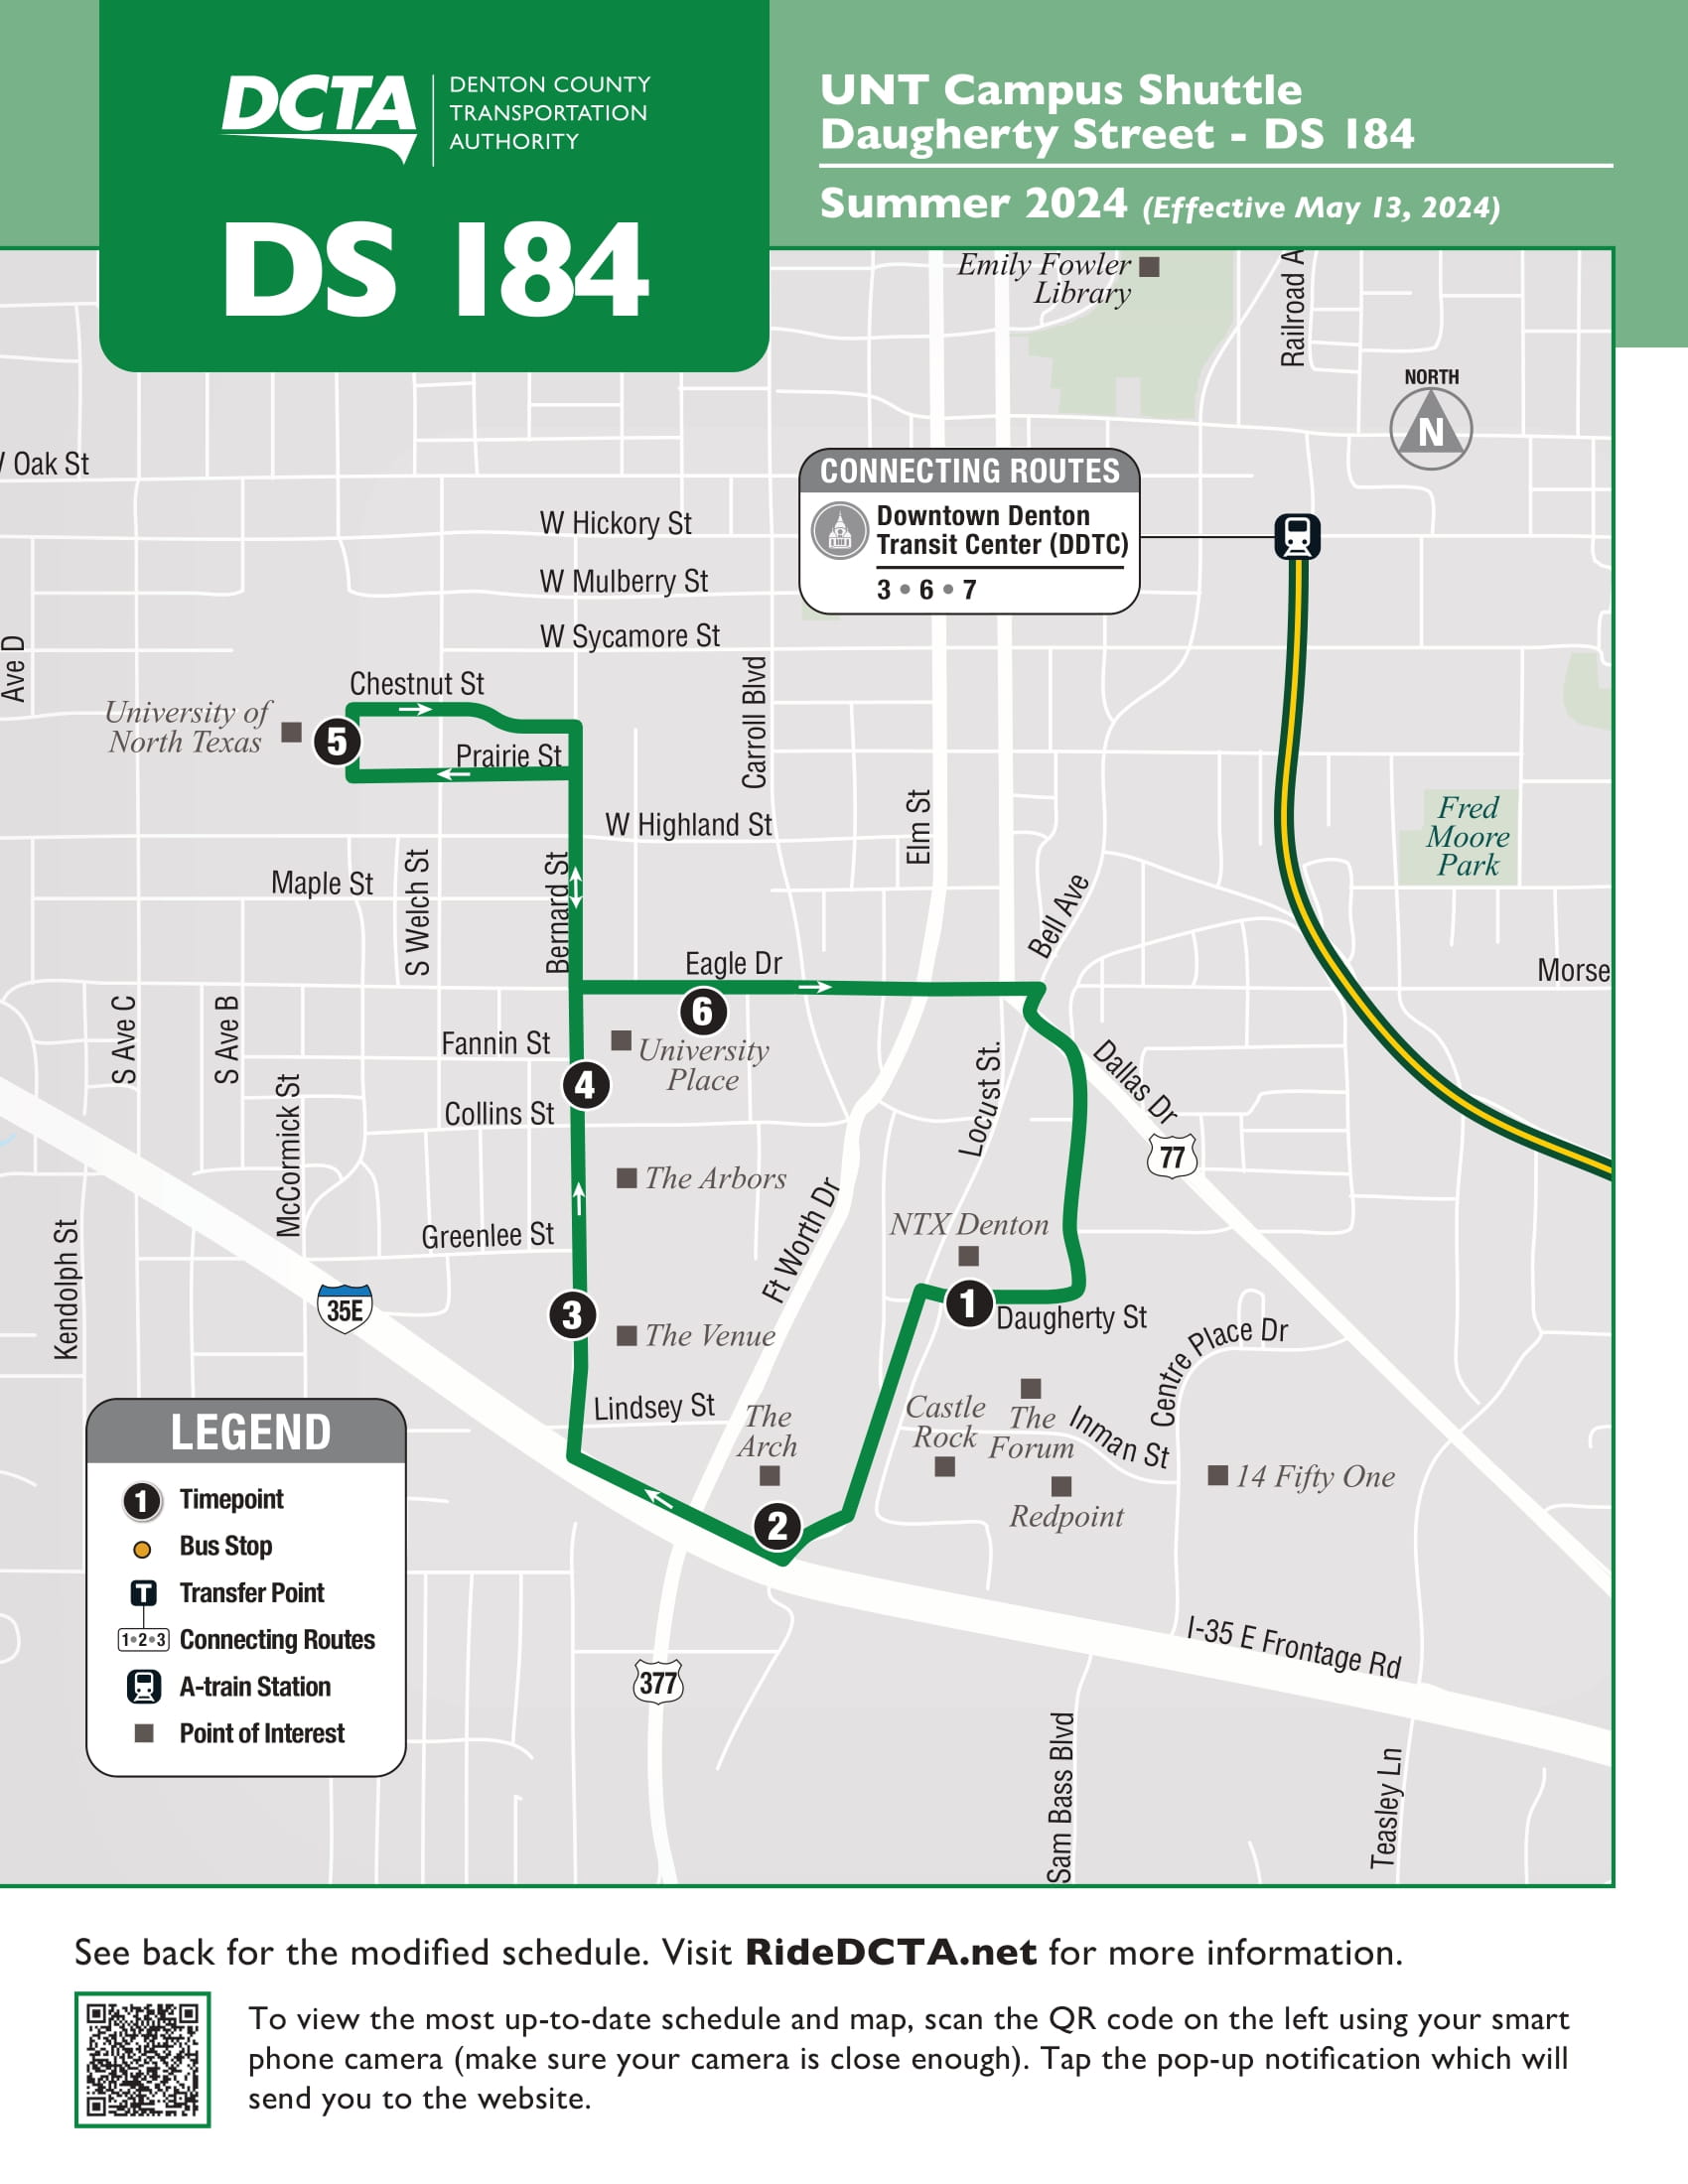 DCTA
DENTON COUNTY
TRANSPORTATION
AUTHORITY
DS 184
UNT Campus Shuttle
Daugherty Street - DS 184
Summer 2024 (Effective May 13, 2024)
Emily Fowler
Library
Railroad A
NORTH
N
Oak St
W Hickory St
W Mulberry St
W Sycamore St
CONNECTING ROUTES
Downtown Denton
Transit Center (DDTC)
3 • 6 • 7
Ave D
Chestnut St
University of
North Texas
5
Prairie St
Carroll Blvd
W Highland St
Elm St
Fred
Moore
Park
Maple St
S Welch St
Bernard St
Bell Ave
Eagle Dr
Morse
6
S Ave C
S Ave B
Fannin St
University
Place
4
McCormick St
Collins St
Locust St.
Dallas Dr
77
The Arbors
Ft Worth Dr
Greenlee St
NTX Denton
Kendolph St
35E
3
1
Daugherty St
The Venue
Centre Place Dr
Lindsey St
The
Arch
Castle
Rock
The
Forum
Inman St
14 Fifty One
Redpoint
2
I-35 E Frontage Rd
377
Sam Bass Blvd
Teasley Ln
LEGEND
1 Timepoint
Bus Stop
T Transfer Point
1•2•3 Connecting Routes
A-train Station
Point of Interest
See back for the modified schedule. Visit RideDCTA.net for more information.
To view the most up-to-date schedule and map, scan the QR code on the left using your smart
phone camera (make sure your camera is close enough). Tap the pop-up notification which will
send you to the website.